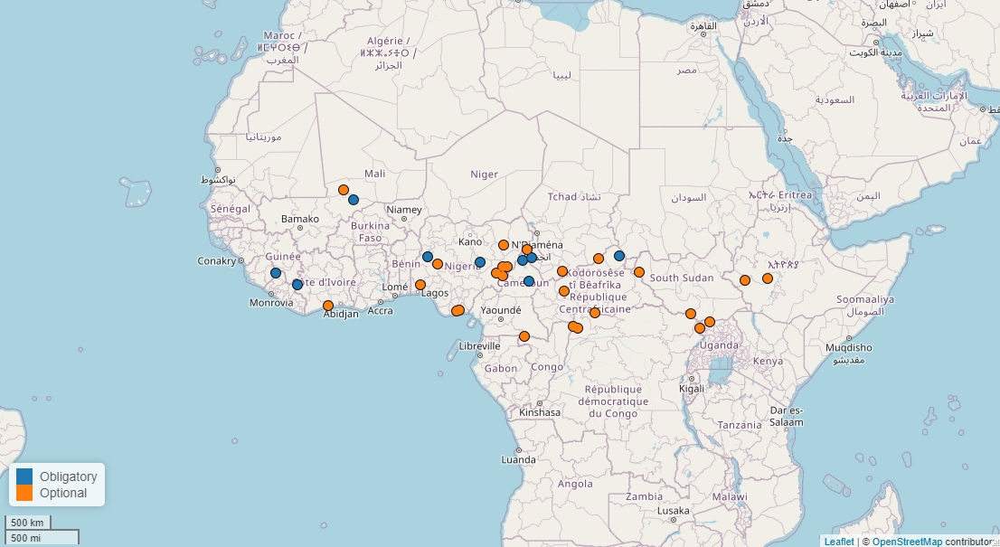 دمشق
اصفهان
ایران
الأردن
القاهرة
البصرة
شیراز
مدينة الكويت
Maroc /
ⵍⵎⵖⵔⵉⴱ /
المغرب
Algérie /
ⵍⵣⵣⴰⵢⴻⵔ /
الجزائر
ليبيا
مصر
السعودية
الإمارات العربية
المتحدة
جدة
عمان
موريتانيا
نواكشوط
Mali
Niger
Tchad تشاد
السودان
ኤርትራ Eritrea
إرتريا
اليمن
Sénégal
Bamako
Niamey
Burkina
Faso
Kano
N'Djaména
انجمينا
Guinée
Conakry
Bénin
Nigeria
Ködörösêse
tî Bêafrîka
/ République
Centrafricaine
South Sudan
ኢትዮጵያ
Côte d'Ivoire
Lomé
Lagos
Cameroun
Monrovia
Abidjan
Accra
Yaoundé
Soomaaliya
الصومال
Libreville
Uganda
Muqdisho
مقديشو
Gabon
Congo
Kenya
Kigali
République
démocratique
du Congo
Kinshasa
Dar es-
Salaam
Tanzania
Luanda
Angola
Zambia
Malawi
Lusaka
Obligatory
Optional
500 km
500 mi
Leaflet | © OpenStreetMap contributors